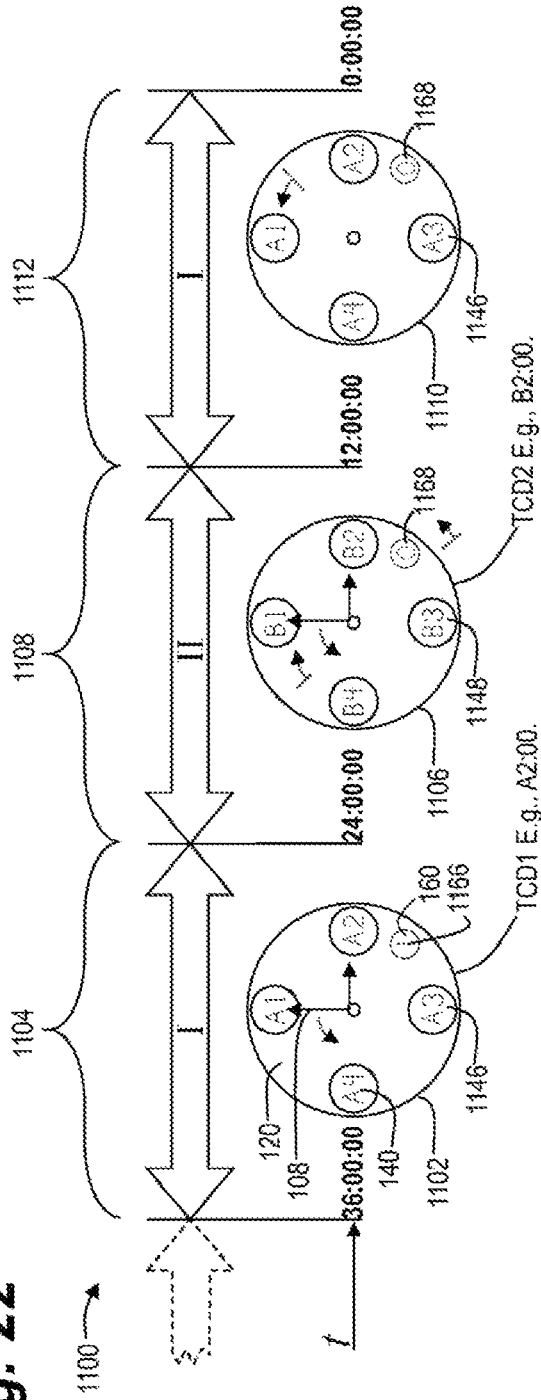 g. 22
1100
1104
1108
1112
I
II
I
t
36:00:00
24:00:00
12:00:00
0:00:00
120
108
A1
A2
A3
A4
160
1166
140
1102
1146
TCD1 E.g., A2:00.
B1
B2
B3
B4
1168
1106
1148
TCD2 E.g., B2:00.
A1
A2
A3
A4
1168
1110
1146